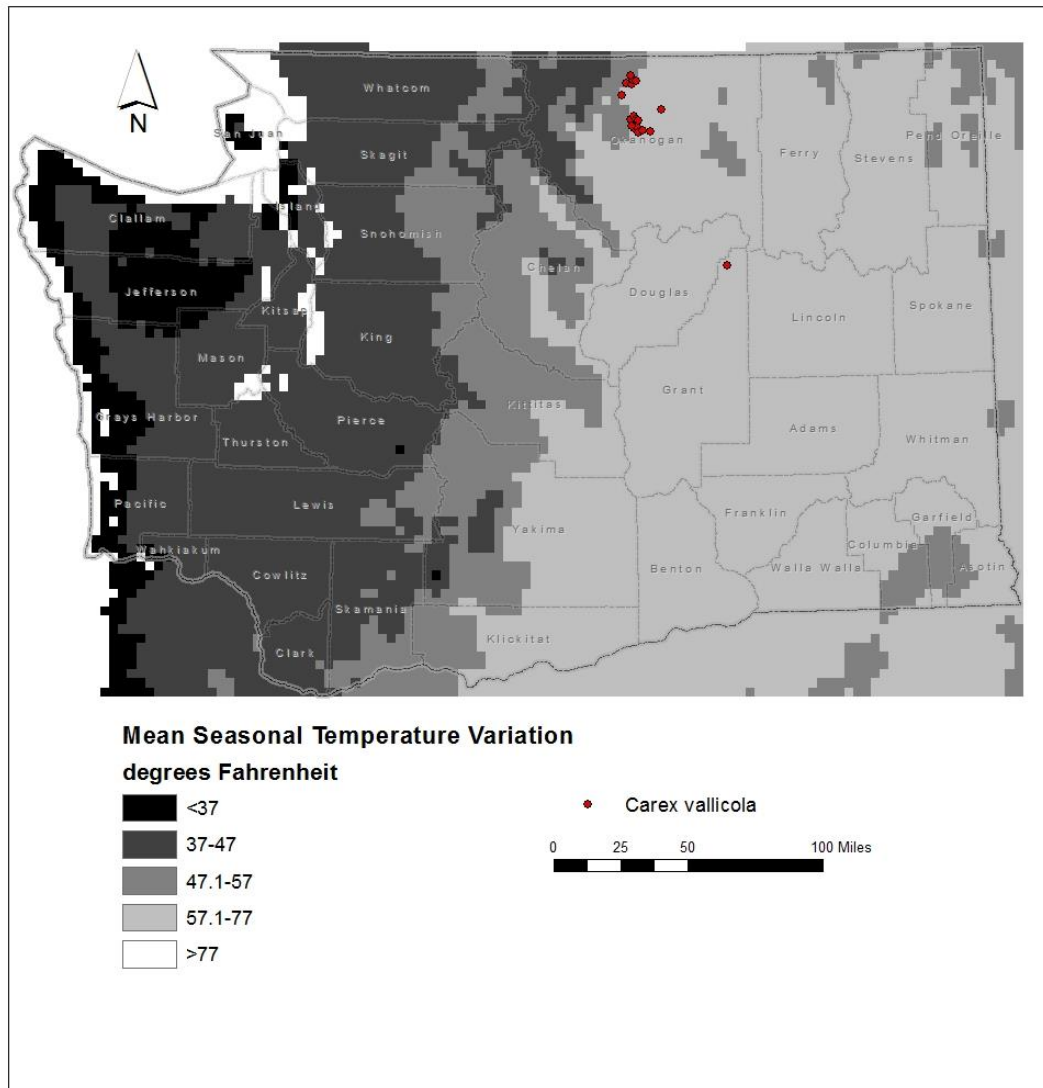 Whatcom
N
San Juan
Okanogan
Pend Oreille
Skagit
Ferry
Stevens
Island
Clallam
Snohomish
Chelan
Jefferson
Douglas
Kitsap
Lincoln
Spokane
King
Mason
Grant
Kittitas
Grays Harbor
Pierce
Adams
Thurston
Whitman
Pacific
Lewis
Yakima
Franklin
Garfield
Wahkiakum
Columbia
Cowlitz
Benton
Walla Walla
Asotin
Skamania
Klickitat
Clark
Mean Seasonal Temperature Variation
degrees Fahrenheit
<37
37-47
47.1-57
57.1-77
>77
Carex vallicola
0 25 50 100 Miles